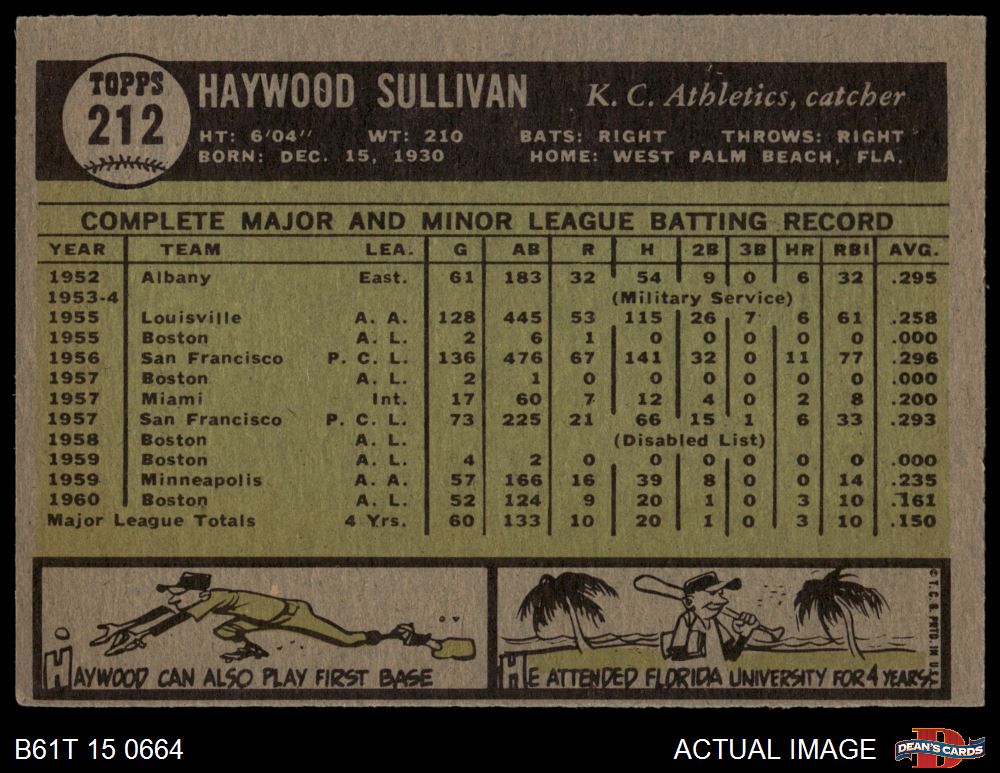 TOPPS
212
HAYWOOD SULLIVAN K. C. Athletics, catcher
HT: 6'04" WT: 210 BATS: RIGHT THROWS: RIGHT
BORN: DEC. 15, 1930 HOME: WEST PALM BEACH, FLA.
COMPLETE MAJOR AND MINOR LEAGUE BATTING RECORD
YEAR TEAM LEA. G AB R H 2B 3B HR RBI AVG.
1952 Albany East. 61 183 32 54 9 0 6 32 .295
1953-4 (Military Service)
1955 Louisville A. A. 128 445 53 115 26 7 6 61 .258
1955 Boston A. L. 2 6 1 0 0 0 0 0 .000
1956 San Francisco P. C. L. 136 476 67 141 32 0 11 77 .296
1957 Boston A. L. 2 1 0 0 0 0 0 0 .000
1957 Miami Int. 17 60 7 12 4 0 2 8 .200
1957 San Francisco P. C. L. 73 225 21 66 15 1 6 33 .293
1958 Boston A. L. (Disabled List)
1959 Boston A. L. 4 2 0 0 0 0 0 0 .000
1959 Minneapolis A. A. 57 166 16 39 8 0 0 14 .235
1960 Boston A. L. 52 124 9 20 1 0 3 10 .161
Major League Totals 4 Yrs. 60 133 10 20 1 0 3 10 .150
HAYWOOD CAN ALSO PLAY FIRST BASE
HE ATTENDED FLORIDA UNIVERSITY FOR 4 YEARS.
© T. C. G. PRTD. IN U.S.
B61T 15 0664 ACTUAL IMAGE
D
DEAN'S CARDS